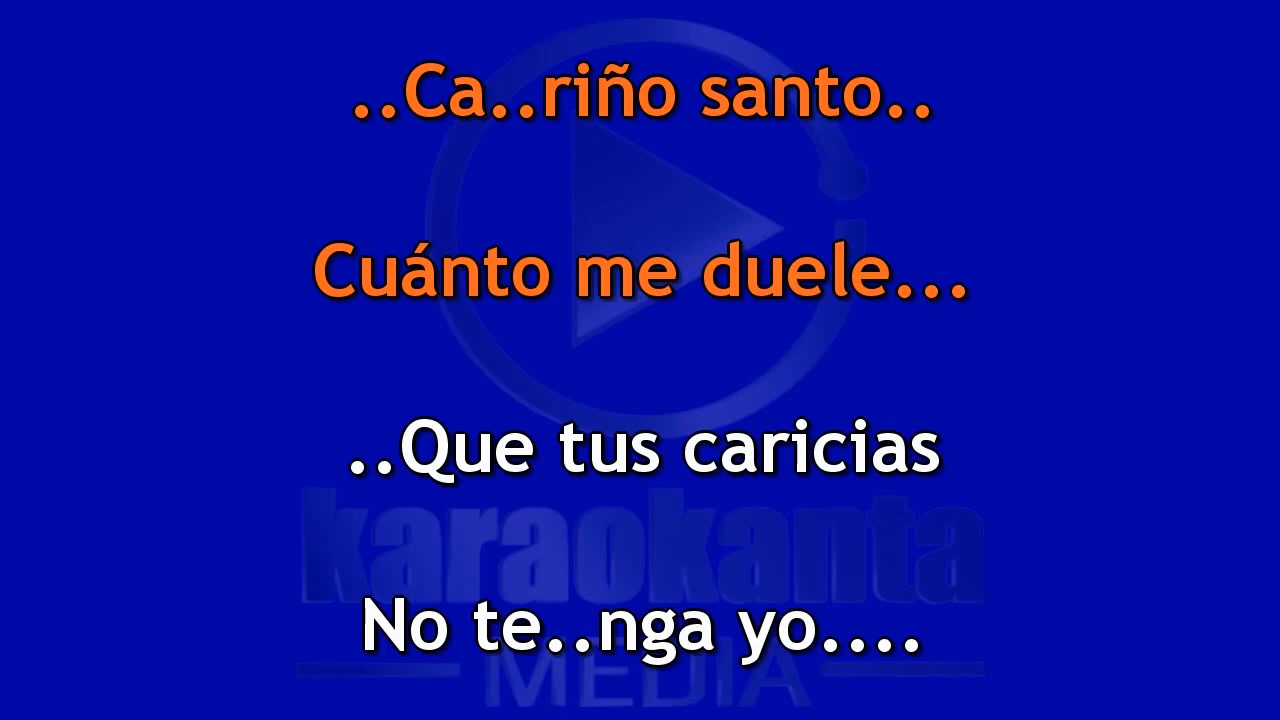 ..Ca..riño santo..
Cuánto me duele...
..Que tus caricias
karaokanta
No te..nga yo....
MEDIA